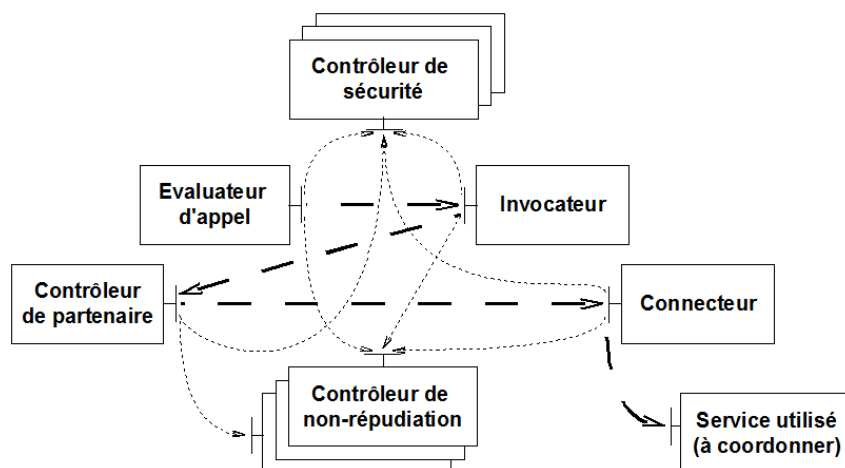 Contrôleur de
sécurité
Evaluateur
d'appel
Invocateur
Contrôleur
de partenaire
Connecteur
Contrôleur de
non-répudiation
Service utilisé
(à coordonner)